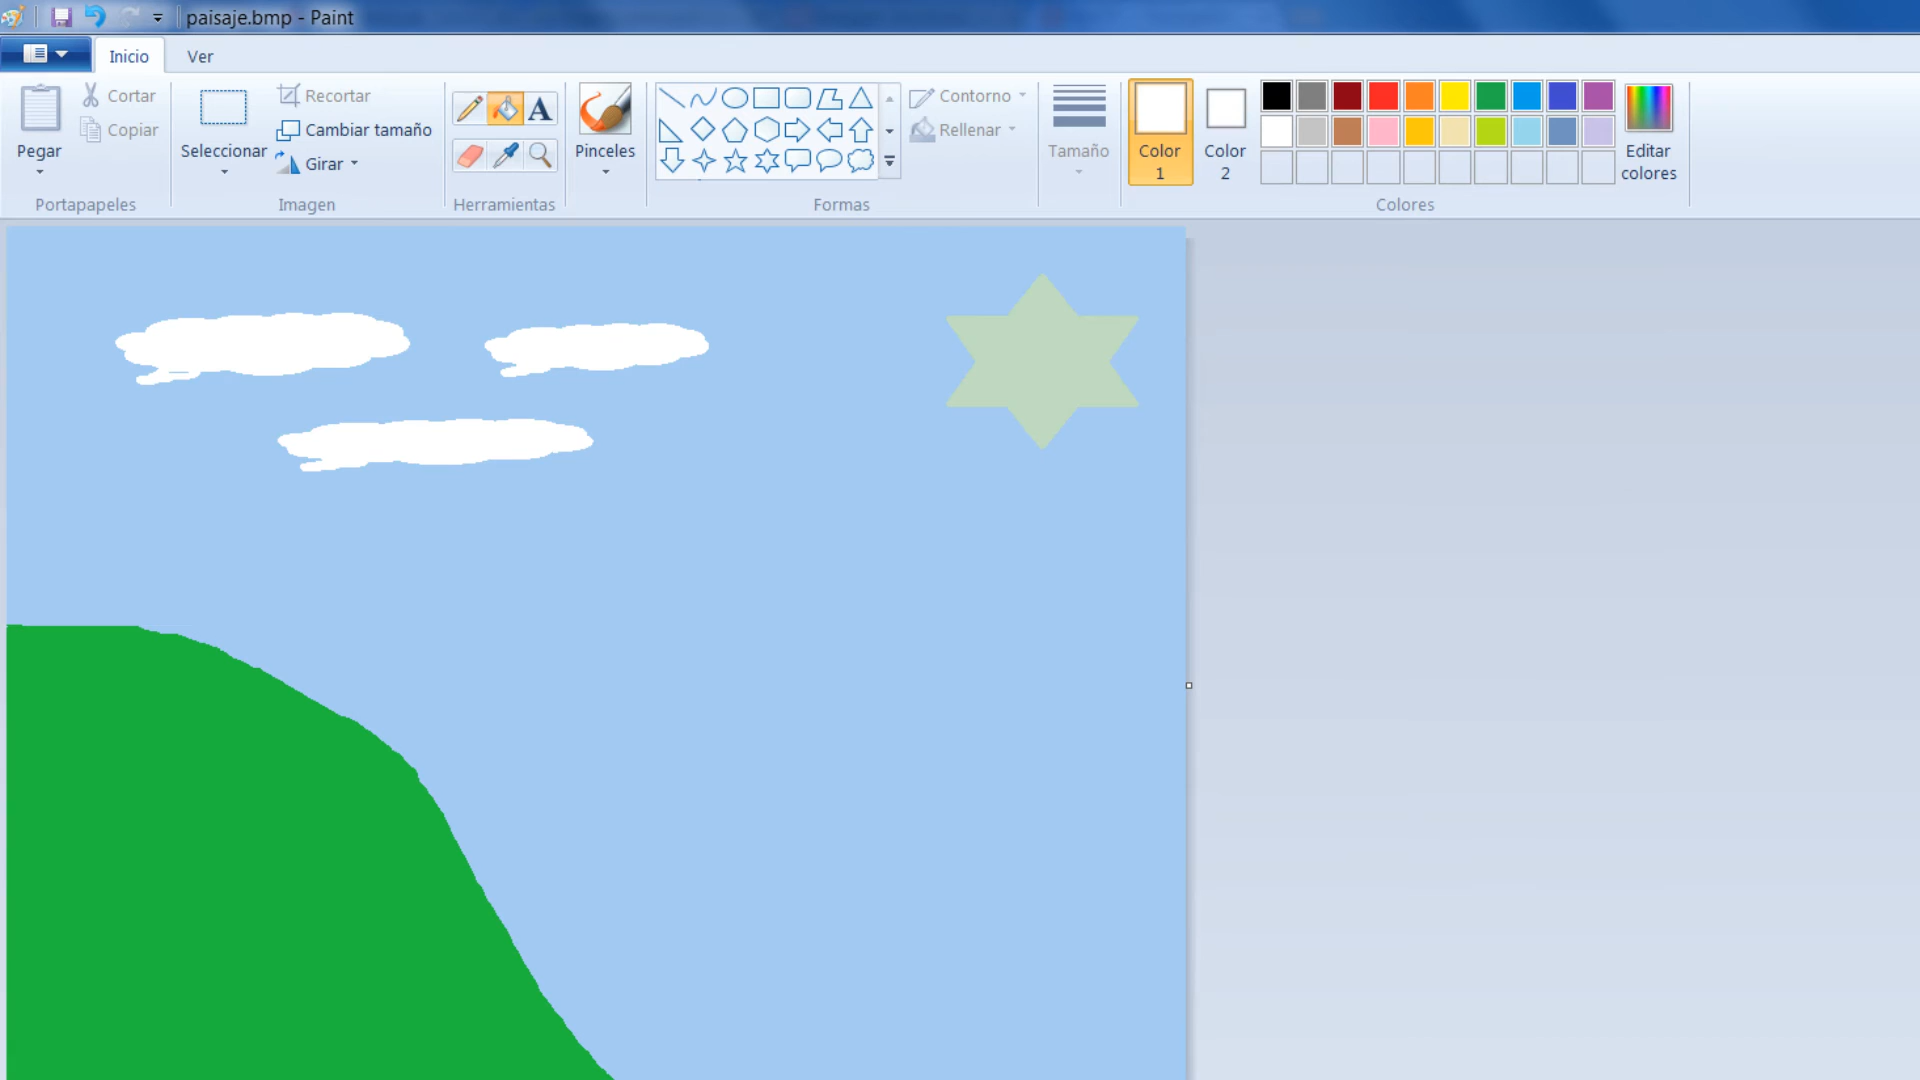 paisaje.bmp - Paint
Inicio
Ver
Pegar
Cortar
Copiar
Portapapeles
Seleccionar
Recortar
Cambiar tamaño
Girar
Imagen
A
Herramientas
Pinceles
Formas
Contorno
Rellenar
Tamaño
Color
1
Color
2
Editar
colores
Colores